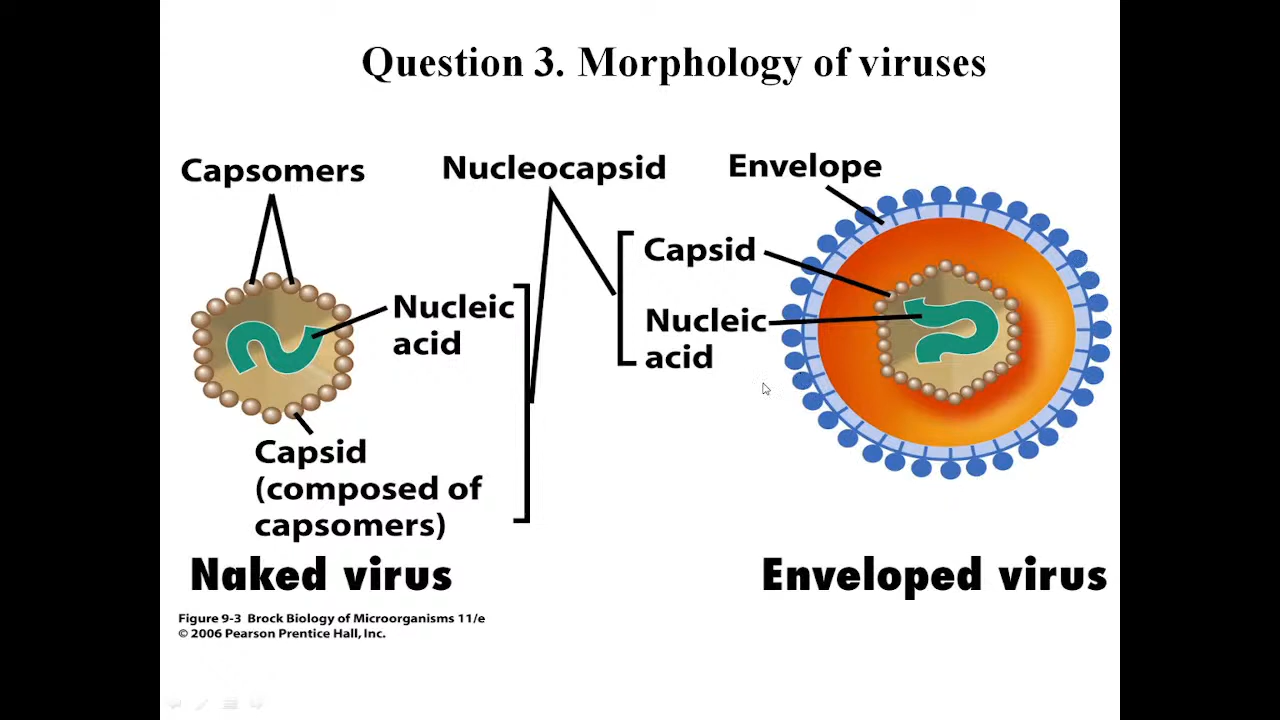 Question 3. Morphology of viruses
Capsomers
Nucleocapsid
Envelope
Capsid
Nucleic
acid
Nucleic
acid
Capsid
(composed of
capsomers)
Naked virus
Enveloped virus
Figure 9-3 Brock Biology of Microorganisms 11/e
© 2006 Pearson Prentice Hall, Inc.